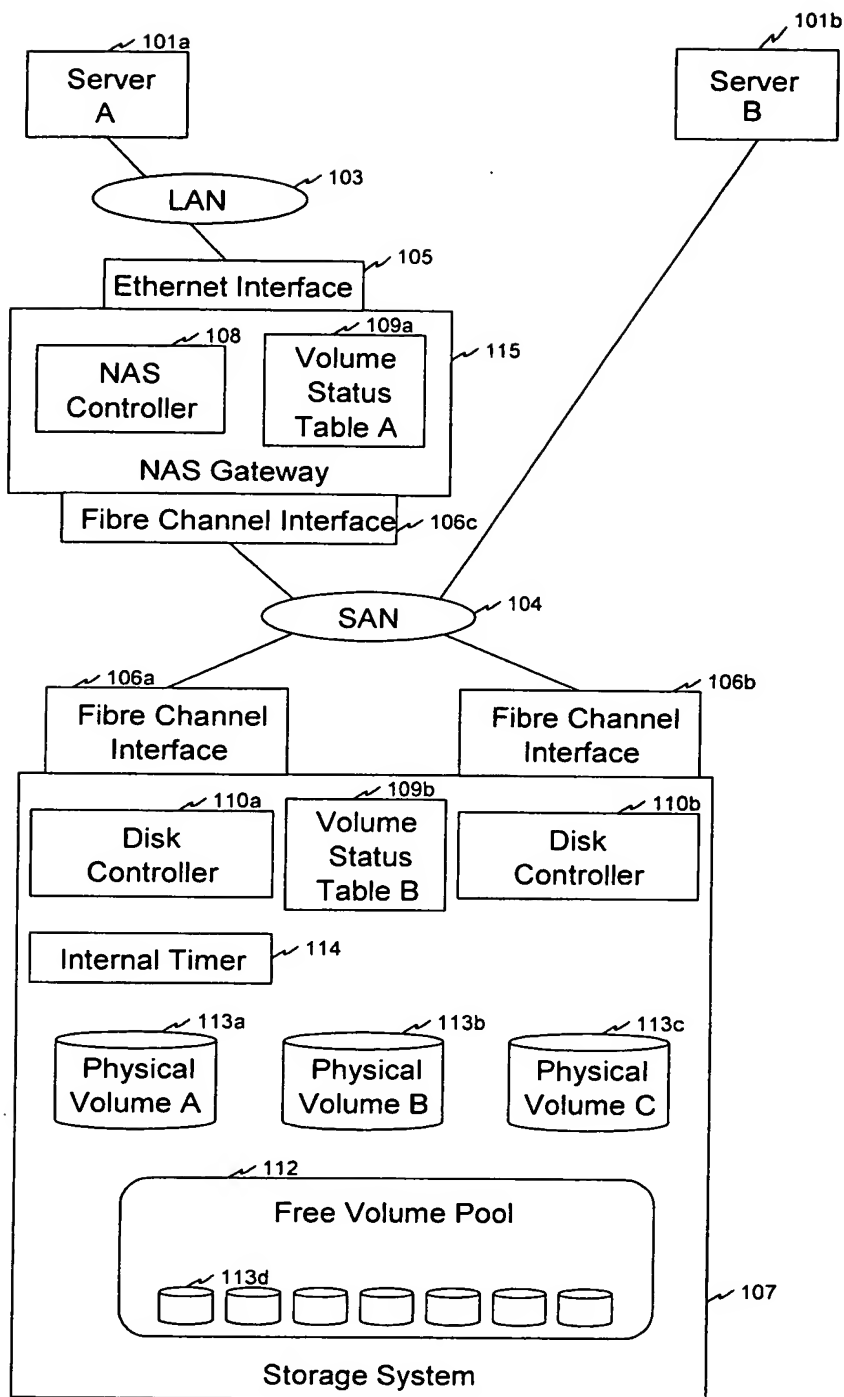 101a
101b
Server
A
Server
B
103
LAN
105
Ethernet Interface
108
109a
115
NAS
Controller
Volume
Status
Table A
NAS Gateway
Fibre Channel Interface
106c
SAN
104
106a
106b
Fibre Channel
Interface
Fibre Channel
Interface
110a
109b
110b
Disk
Controller
Volume
Status
Table B
Disk
Controller
Internal Timer
114
113a
113b
113c
Physical
Volume A
Physical
Volume B
Physical
Volume C
112
Free Volume Pool
113d
107
Storage System